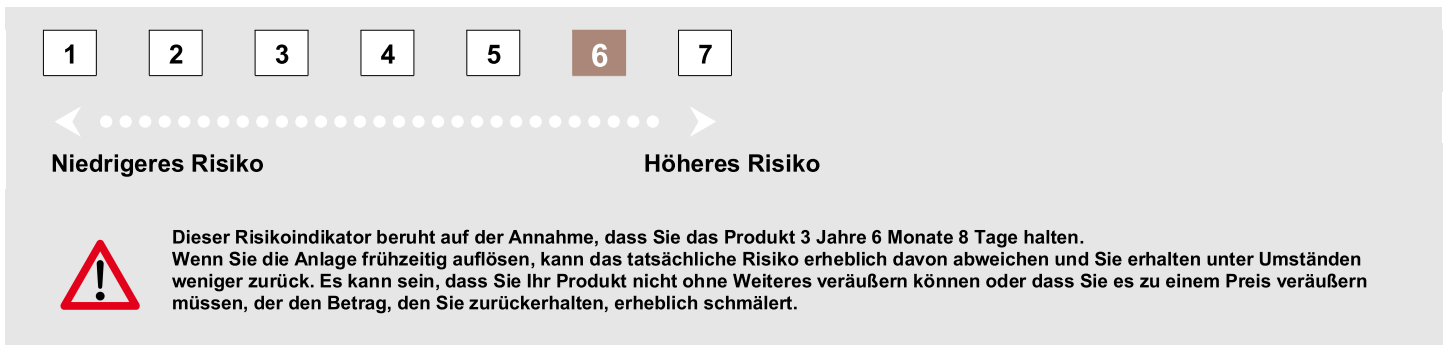 1 2 3 4 5 6 7
Niedrigeres Risiko Höheres Risiko
Dieser Risikoindikator beruht auf der Annahme, dass Sie das Produkt 3 Jahre 6 Monate 8 Tage halten.
Wenn Sie die Anlage frühzeitig auflösen, kann das tatsächliche Risiko erheblich davon abweichen und Sie erhalten unter Umständen
weniger zurück. Es kann sein, dass Sie Ihr Produkt nicht ohne Weiteres veräußern können oder dass Sie es zu einem Preis veräußern
müssen, der den Betrag, den Sie zurückerhalten, erheblich schmälert.